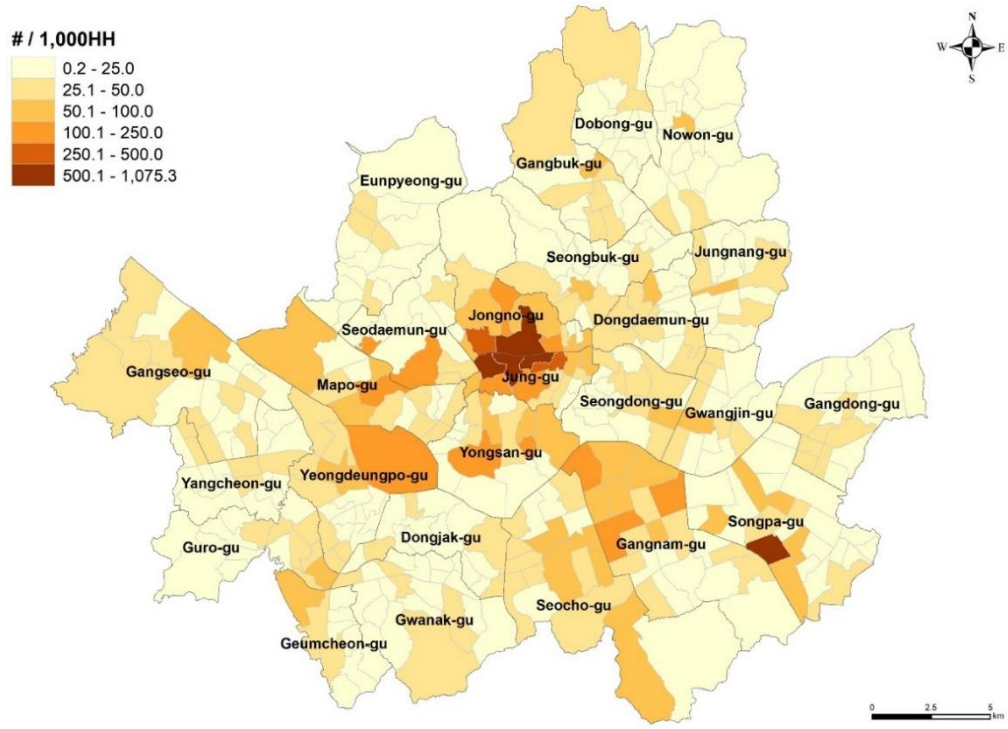 # / 1,000HH
0.2 - 25.0
25.1 - 50.0
50.1 - 100.0
100.1 - 250.0
250.1 - 500.0
500.1 - 1,075.3
N
W E
S
Dobong-gu
Nowon-gu
Gangbuk-gu
Eunpyeong-gu
Seongbuk-gu
Jungnang-gu
Jongno-gu
Dongdaemun-gu
Seodaemun-gu
Gangseo-gu
Mapo-gu
Jung-gu
Seongdong-gu
Gwangjin-gu
Gangdong-gu
Yongsan-gu
Yeongdeungpo-gu
Yangcheon-gu
Songpa-gu
Dongjak-gu
Gangnam-gu
Guro-gu
Seocho-gu
Gwanak-gu
Geumcheon-gu
0 2.5 5
km